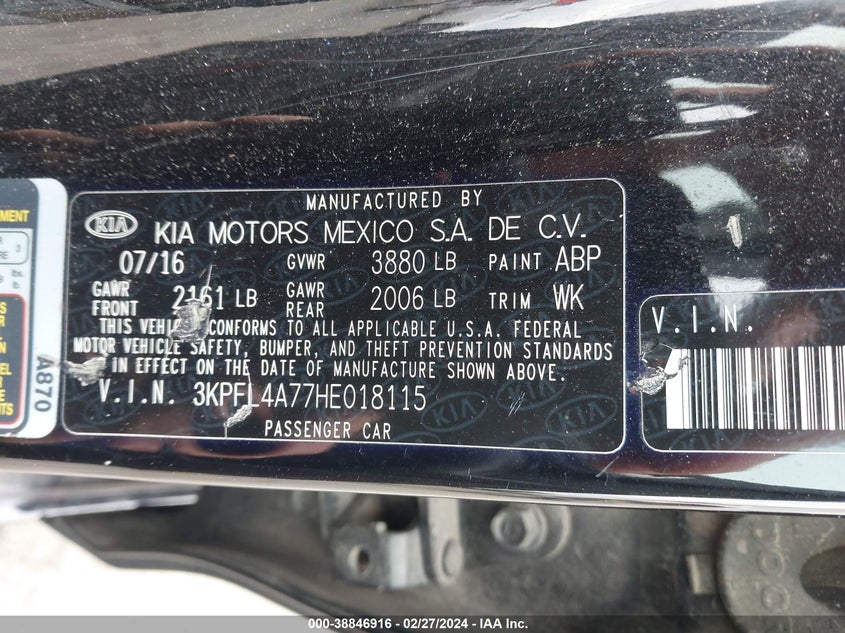 MANUFACTURED BY
KIA KIA MOTORS MEXICO S.A. DE C.V.
07/16 GVWR 3880 LB PAINT ABP
GAWR FRONT 2161 LB GAWR REAR 2006 LB TRIM WK
THIS VEHICLE CONFORMS TO ALL APPLICABLE U.S.A. FEDERAL
MOTOR VEHICLE SAFETY, BUMPER, AND THEFT PREVENTION STANDARDS
IN EFFECT ON THE DATE OF MANUFACTURE SHOWN ABOVE.
V.I.N. 3KPFL4A77HE018115
PASSENGER CAR
V.I.N.
A870
000-38846916 - 02/27/2024 - IAA Inc.